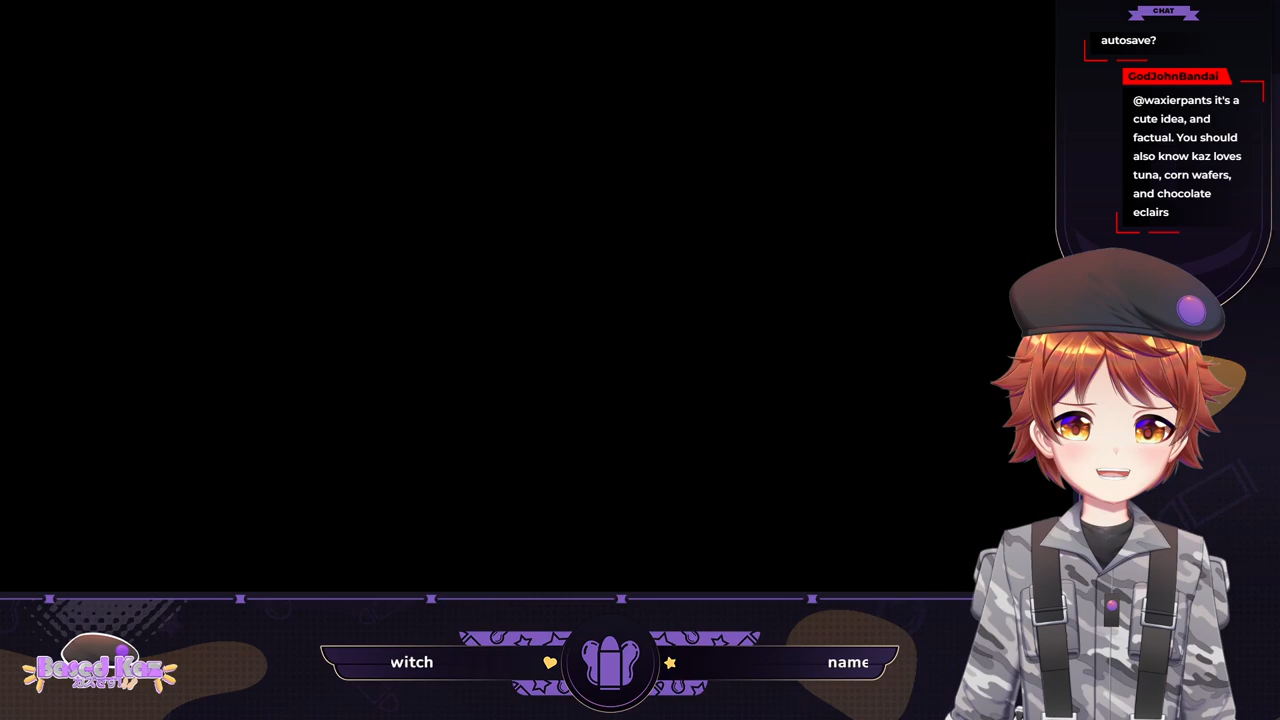 CHAT
autosave?
GodJohnBandai
@waxierpants it's a
cute idea, and
factual. You should
also know kaz loves
tuna, corn wafers,
and chocolate
eclairs
witch
name
Based Kaz